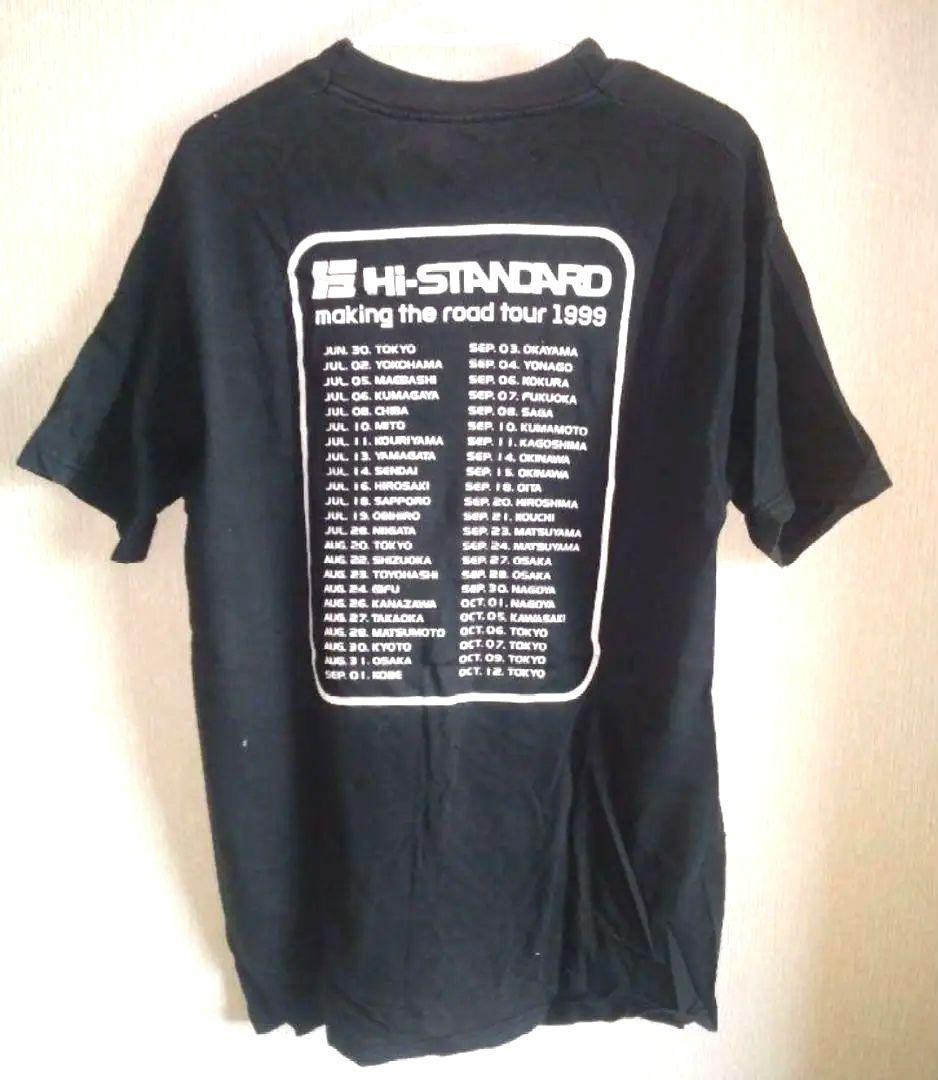 Hi-STANDARD
making the road tour 1999
JUN. 30. TOKYO
JUL. 02. YOKOHAMA
JUL. 05. MAEBASHI
JUL. 06. KUMAGAYA
JUL. 08. CHIBA
JUL. 10. MITO
JUL. 11. KOURIYAMA
JUL. 13. YAMAGATA
JUL. 14. SENDAI
JUL. 16. HIROSAKI
JUL. 18. SAPPORO
JUL. 19. OBIHIRO
JUL. 28. NIIGATA
AUG. 20. TOKYO
AUG. 22. SHIZUOKA
AUG. 23. TOYOHASHI
AUG. 24. GIFU
AUG. 26. KANAZAWA
AUG. 27. TAKAOKA
AUG. 28. MATSUMOTO
AUG. 30. KYOTO
AUG. 31. OSAKA
SEP. 01. KOBE
SEP. 03. OKAYAMA
SEP. 04. YONAGO
SEP. 06. KOKURA
SEP. 07. FUKUOKA
SEP. 08. SAGA
SEP. 10. KUMAMOTO
SEP. 11. KAGOSHIMA
SEP. 14. OKINAWA
SEP. 15. OKINAWA
SEP. 18. OITA
SEP. 20. HIROSHIMA
SEP. 21. KOUCHI
SEP. 23. MATSUYAMA
SEP. 24. MATSUYAMA
SEP. 27. OSAKA
SEP. 28. OSAKA
SEP. 30. NAGOYA
OCT. 01. NAGOYA
OCT. 05. KAWASAKI
OCT. 06. TOKYO
OCT. 07. TOKYO
OCT. 09. TOKYO
OCT. 12. TOKYO